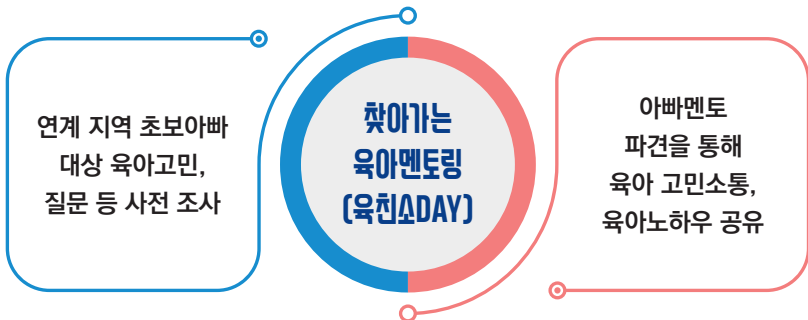 연계 지역 초보아빠
대상 육아고민,
질문 등 사전 조사
찾아가는
육아멘토링
(육친소DAY)
아빠멘토
파견을 통해
육아 고민소통,
육아노하우 공유